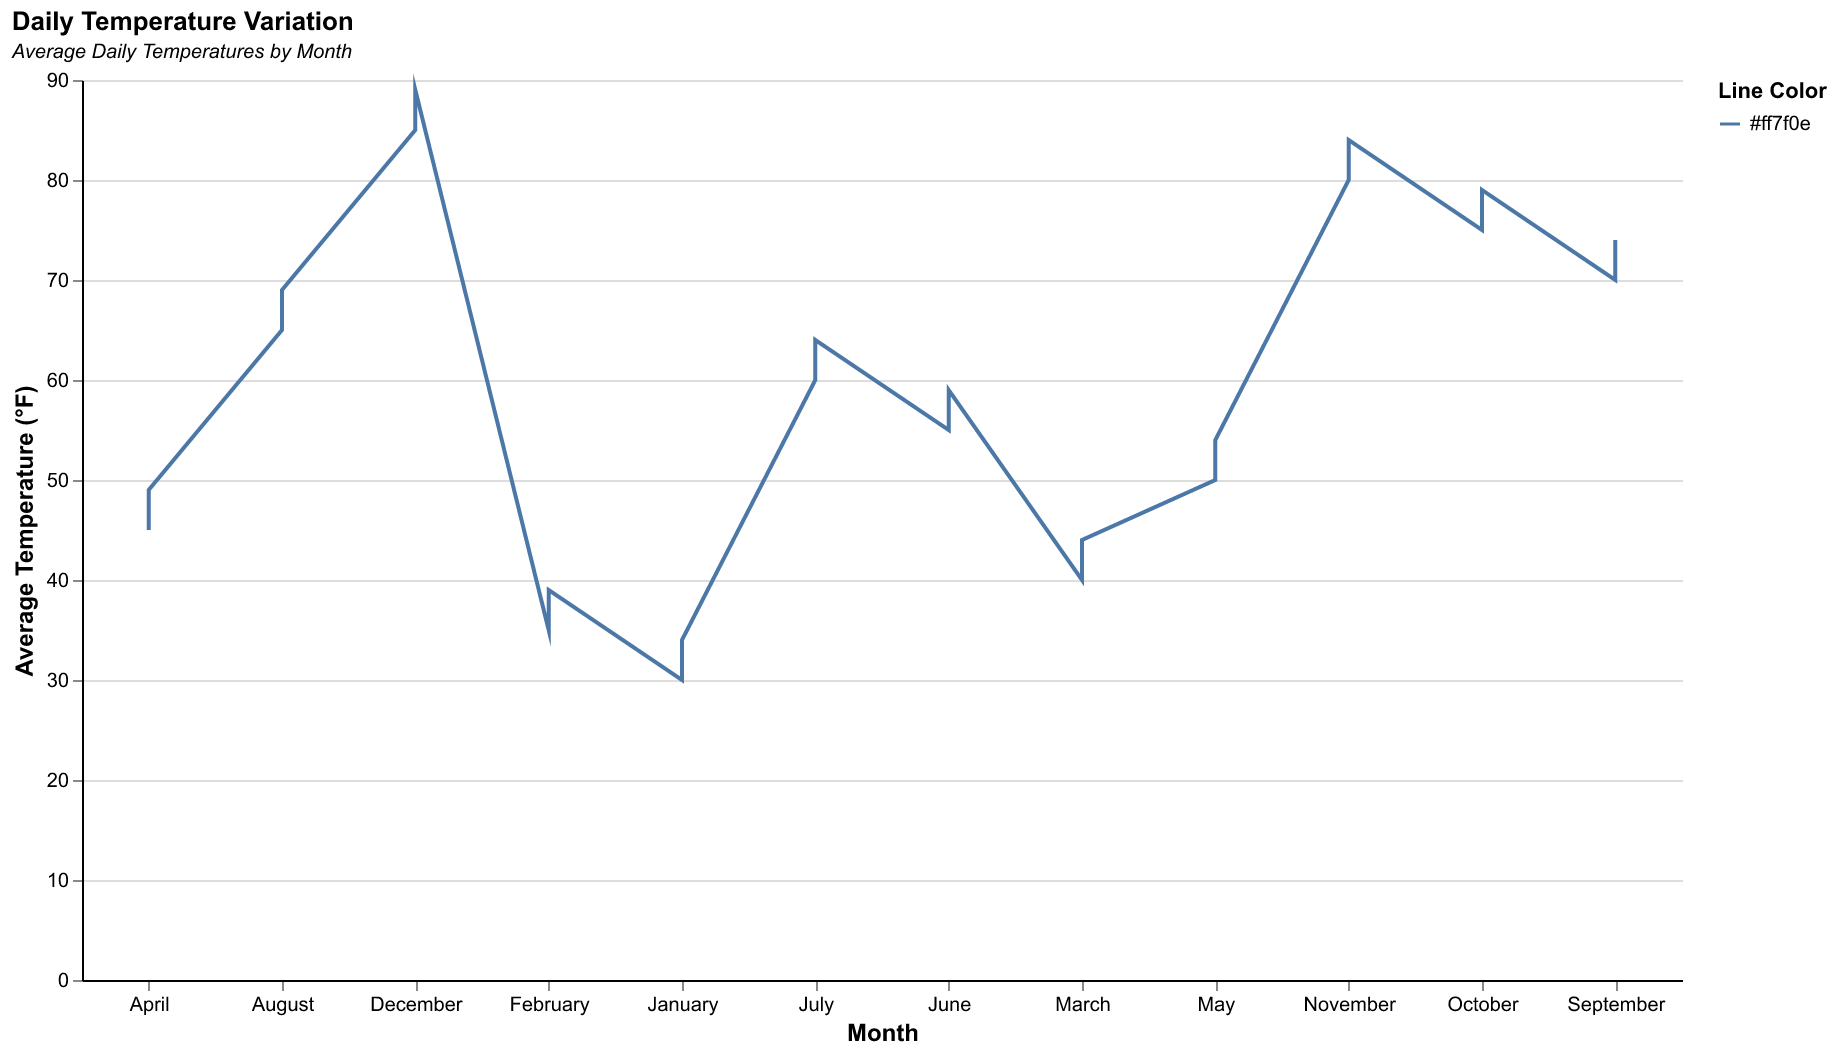 Daily Temperature Variation
Average Daily Temperatures by Month
90
80
70
60
50
40
30
20
10
0
Average Temperature (°F)
April August December February January July June March May November October September
Month
Line Color
#ff7f0e